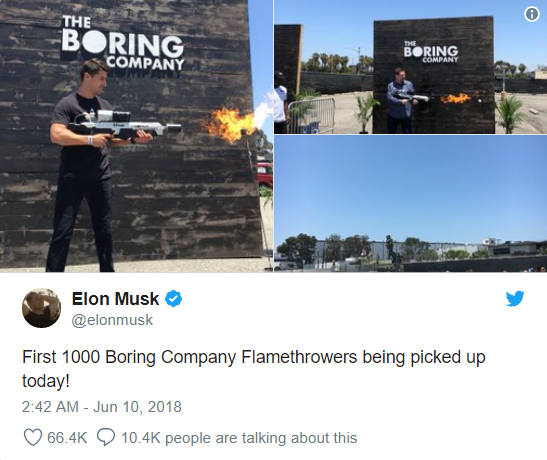 THE
BORING
COMPANY
THE
BORING
COMPANY
Elon Musk
@elonmusk
First 1000 Boring Company Flamethrowers being picked up
today!
2:42 AM - Jun 10, 2018
66.4K 10.4K people are talking about this